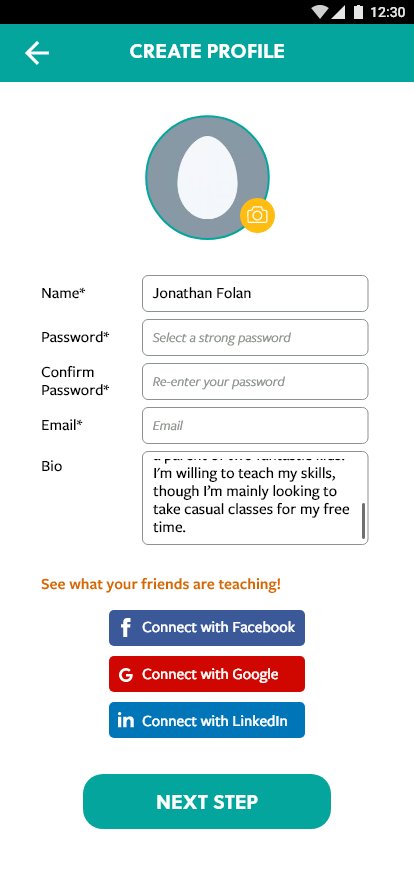 12:30
CREATE PROFILE
Name*
Jonathan Folan
Password*
Select a strong password
Confirm
Password*
Re-enter your password
Email*
Email
Bio
I'm willing to teach my skills,
though I'm mainly looking to
take casual classes for my free
time.
See what your friends are teaching!
f Connect with Facebook
G Connect with Google
in Connect with LinkedIn
NEXT STEP